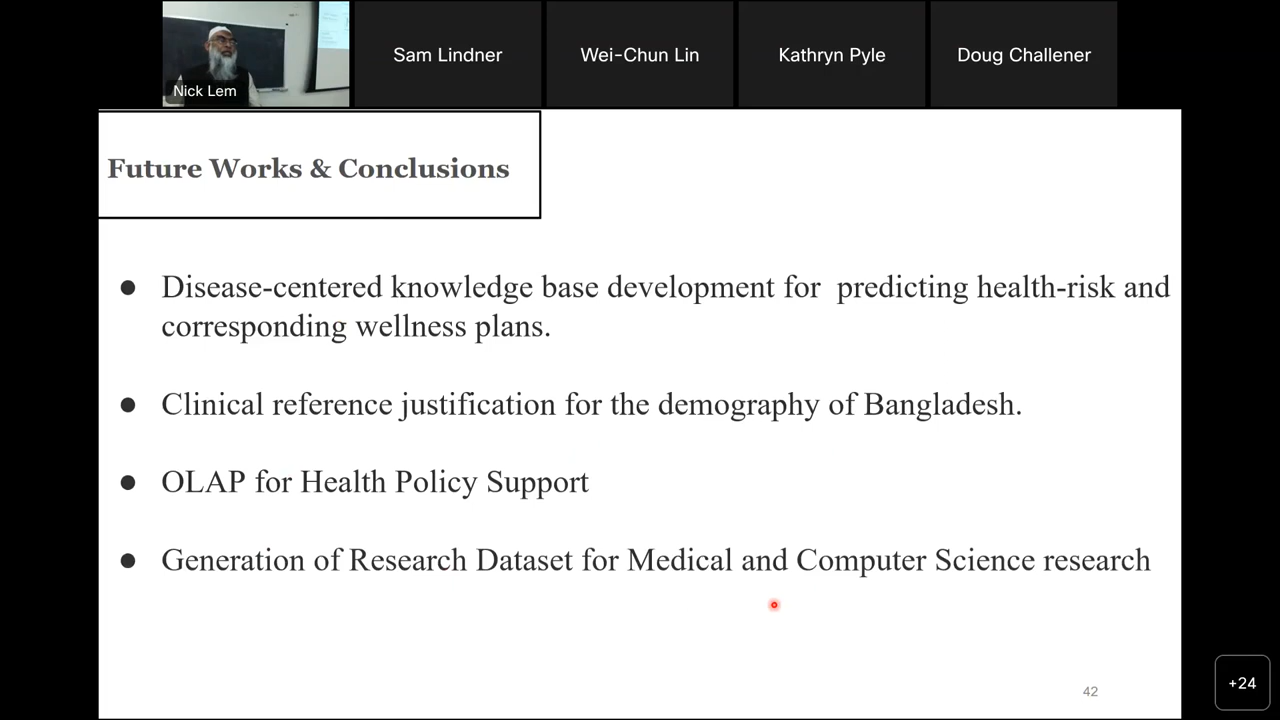 Nick Lem
Sam Lindner
Wei-Chun Lin
Kathryn Pyle
Doug Challener
Future Works & Conclusions
● Disease-centered knowledge base development for predicting health-risk and
corresponding wellness plans.
● Clinical reference justification for the demography of Bangladesh.
● OLAP for Health Policy Support
● Generation of Research Dataset for Medical and Computer Science research
42
+24